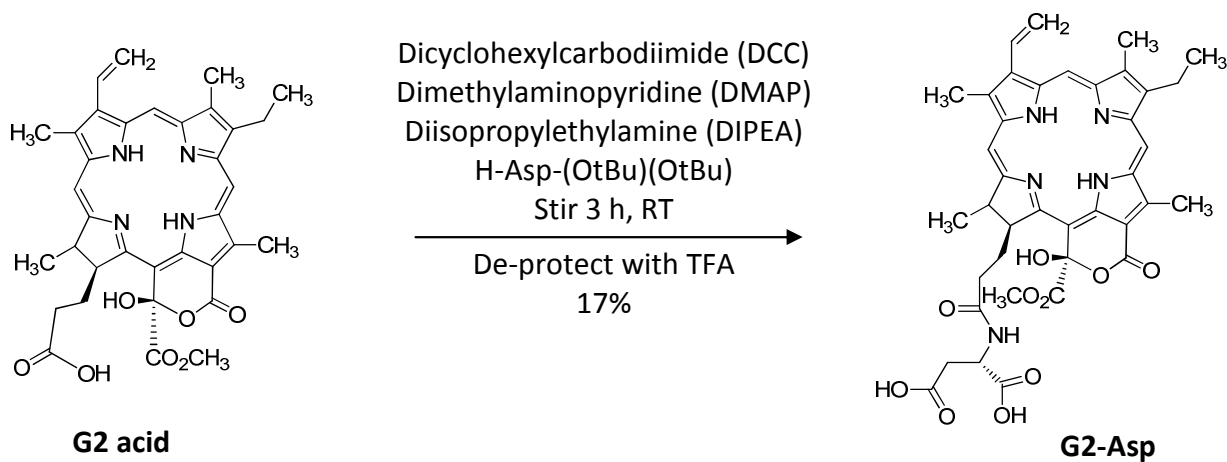 CH₂
CH₃
CH₃
H₃C
NH
N
N
HN
CH₃
H₃C
HO
O
O
CO₂CH₃
O
OH
G2 acid
Dicyclohexylcarbodiimide (DCC)
Dimethylaminopyridine (DMAP)
Diisopropylethylamine (DIPEA)
H-Asp-(OtBu)(OtBu)
Stir 3 h, RT
De-protect with TFA
17%
CH₂
CH₃
CH₃
H₃C
NH
N
N
HN
CH₃
H₃C
HO
O
O
H₃CO₂C
O
NH
HO
O
O
OH
G2-Asp